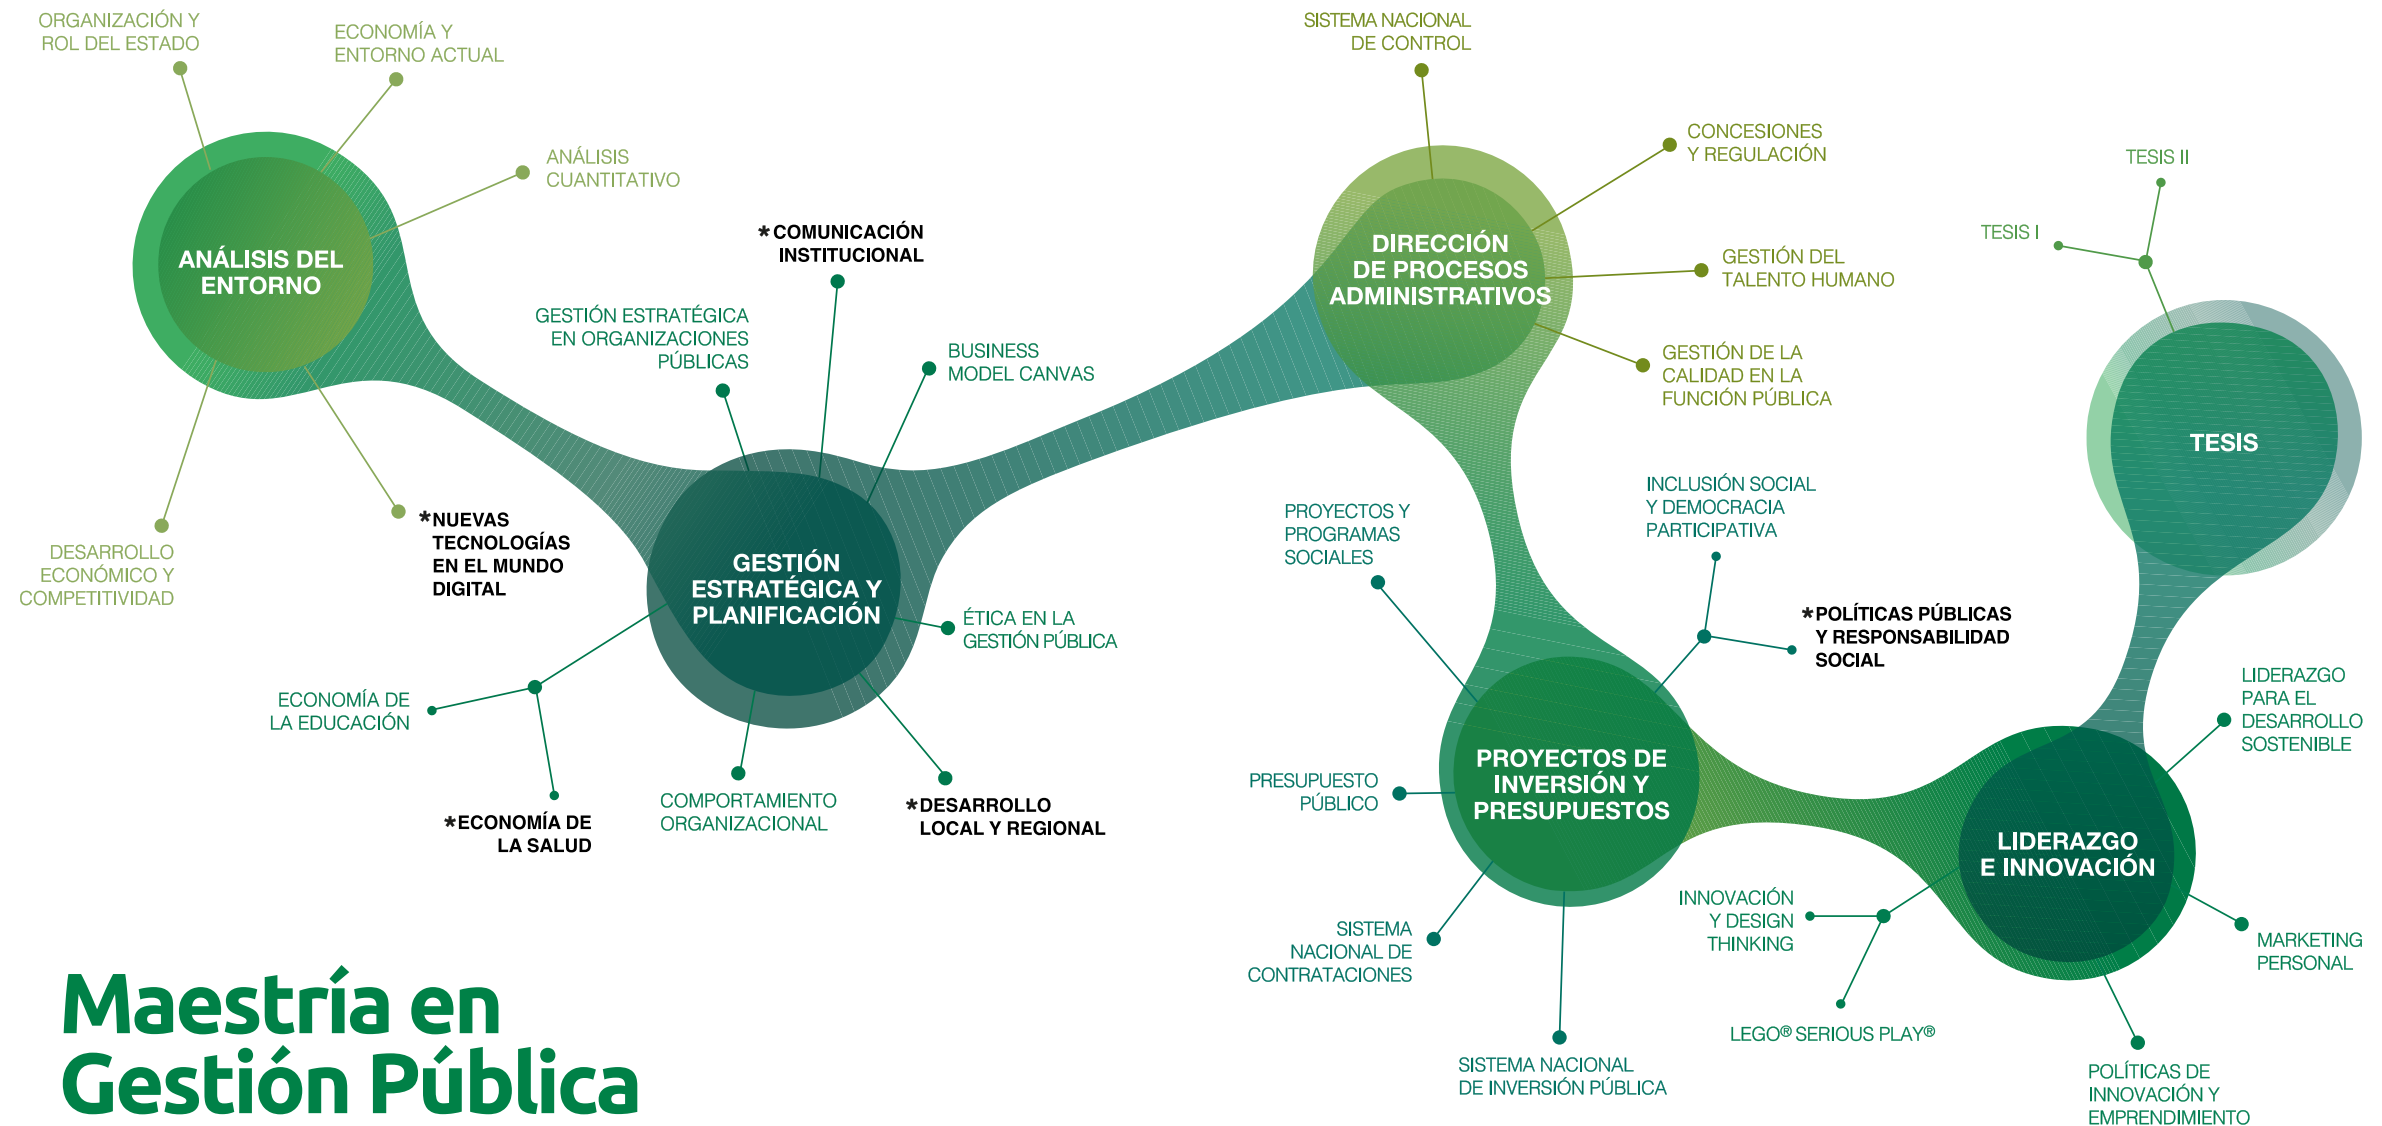 ORGANIZACIÓN Y
ROL DEL ESTADO
ECONOMÍA Y
ENTORNO ACTUAL
ANÁLISIS
CUANTITATIVO
ANÁLISIS DEL
ENTORNO
DESARROLLO
ECONÓMICO Y
COMPETITIVIDAD
*NUEVAS
TECNOLOGÍAS
EN EL MUNDO
DIGITAL
*COMUNICACIÓN
INSTITUCIONAL
GESTIÓN ESTRATÉGICA
EN ORGANIZACIONES
PÚBLICAS
BUSINESS
MODEL CANVAS
GESTIÓN
ESTRATÉGICA Y
PLANIFICACIÓN
ÉTICA EN LA
GESTIÓN PÚBLICA
ECONOMÍA DE
LA EDUCACIÓN
*ECONOMÍA DE
LA SALUD
COMPORTAMIENTO
ORGANIZACIONAL
*DESARROLLO
LOCAL Y REGIONAL
SISTEMA NACIONAL
DE CONTROL
CONCESIONES
Y REGULACIÓN
DIRECCIÓN
DE PROCESOS
ADMINISTRATIVOS
GESTIÓN DEL
TALENTO HUMANO
GESTIÓN DE LA
CALIDAD EN LA
FUNCIÓN PÚBLICA
PROYECTOS Y
PROGRAMAS
SOCIALES
INCLUSIÓN SOCIAL
Y DEMOCRACIA
PARTICIPATIVA
*POLÍTICAS PÚBLICAS
Y RESPONSABILIDAD
SOCIAL
PRESUPUESTO
PÚBLICO
PROYECTOS DE
INVERSIÓN Y
PRESUPUESTOS
SISTEMA
NACIONAL DE
CONTRATACIONES
SISTEMA NACIONAL
DE INVERSIÓN PÚBLICA
TESIS II
TESIS I
TESIS
LIDERAZGO
PARA EL
DESARROLLO
SOSTENIBLE
LIDERAZGO
E INNOVACIÓN
INNOVACIÓN
Y DESIGN
THINKING
LEGO® SERIOUS PLAY®
MARKETING
PERSONAL
POLÍTICAS DE
INNOVACIÓN Y
EMPRENDIMIENTO
Maestría en
Gestión Pública